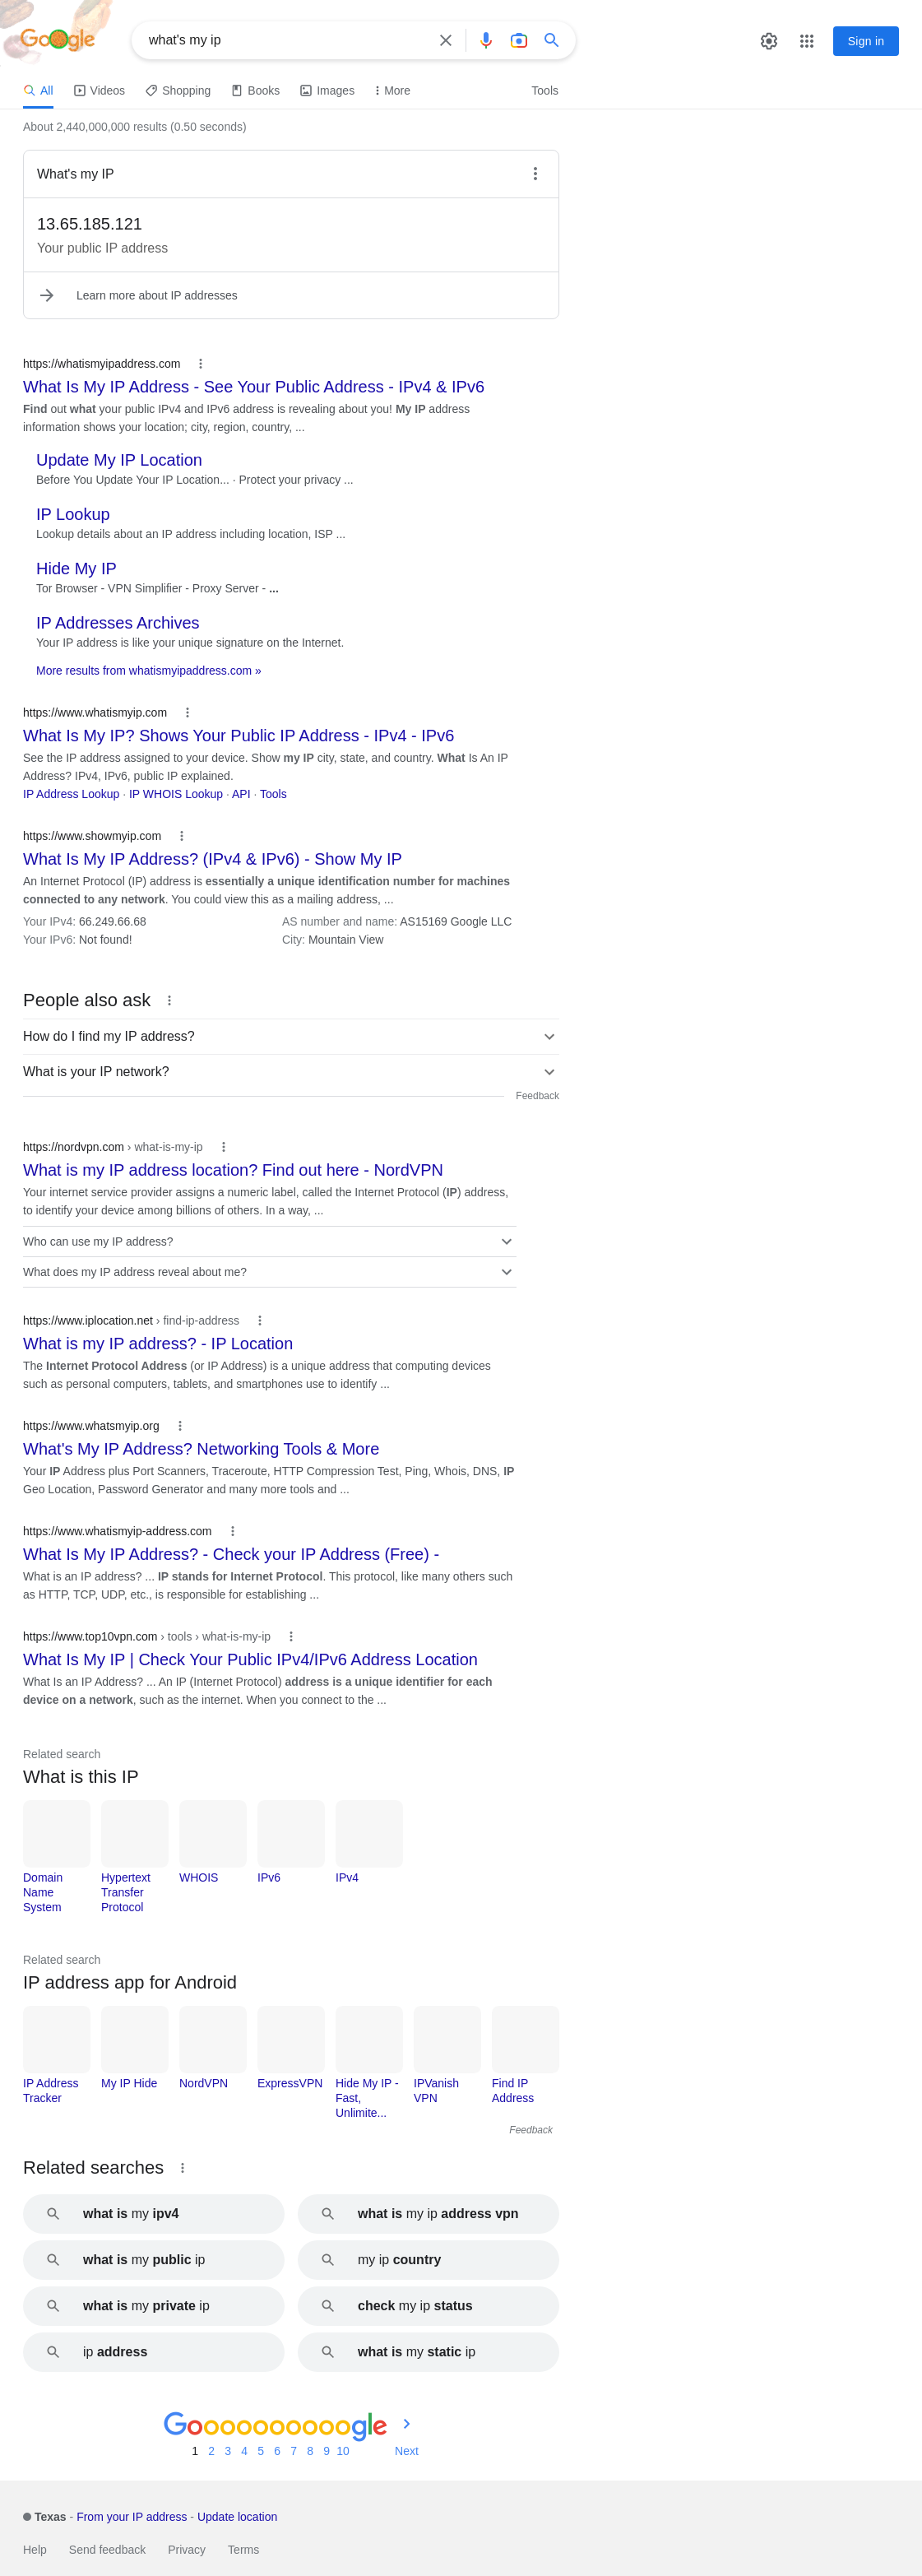 Google
what's my ip
Sign in
All
Videos
Shopping
Books
Images
More
Tools
About 2,440,000,000 results (0.50 seconds)
What's my IP
13.65.185.121
Your public IP address
Learn more about IP addresses
https://whatismyipaddress.com
What Is My IP Address - See Your Public Address - IPv4 & IPv6
Find out what your public IPv4 and IPv6 address is revealing about you! My IP address
information shows your location; city, region, country, ...
Update My IP Location
Before You Update Your IP Location... · Protect your privacy ...
IP Lookup
Lookup details about an IP address including location, ISP ...
Hide My IP
Tor Browser - VPN Simplifier - Proxy Server - ...
IP Addresses Archives
Your IP address is like your unique signature on the Internet.
More results from whatismyipaddress.com »
https://www.whatismyip.com
What Is My IP? Shows Your Public IP Address - IPv4 - IPv6
See the IP address assigned to your device. Show my IP city, state, and country. What Is An IP
Address? IPv4, IPv6, public IP explained.
IP Address Lookup · IP WHOIS Lookup · API · Tools
https://www.showmyip.com
What Is My IP Address? (IPv4 & IPv6) - Show My IP
An Internet Protocol (IP) address is essentially a unique identification number for machines
connected to any network. You could view this as a mailing address, ...
Your IPv4: 66.249.66.68
AS number and name: AS15169 Google LLC
Your IPv6: Not found!
City: Mountain View
People also ask
How do I find my IP address?
What is your IP network?
Feedback
https://nordvpn.com › what-is-my-ip
What is my IP address location? Find out here - NordVPN
Your internet service provider assigns a numeric label, called the Internet Protocol (IP) address,
to identify your device among billions of others. In a way, ...
Who can use my IP address?
What does my IP address reveal about me?
https://www.iplocation.net › find-ip-address
What is my IP address? - IP Location
The Internet Protocol Address (or IP Address) is a unique address that computing devices
such as personal computers, tablets, and smartphones use to identify ...
https://www.whatsmyip.org
What's My IP Address? Networking Tools & More
Your IP Address plus Port Scanners, Traceroute, HTTP Compression Test, Ping, Whois, DNS, IP
Geo Location, Password Generator and many more tools and ...
https://www.whatismyip-address.com
What Is My IP Address? - Check your IP Address (Free) -
What is an IP address? ... IP stands for Internet Protocol. This protocol, like many others such
as HTTP, TCP, UDP, etc., is responsible for establishing ...
https://www.top10vpn.com › tools › what-is-my-ip
What Is My IP | Check Your Public IPv4/IPv6 Address Location
What Is an IP Address? ... An IP (Internet Protocol) address is a unique identifier for each
device on a network, such as the internet. When you connect to the ...
Related search
What is this IP
Domain
Name
System
Hypertext
Transfer
Protocol
WHOIS
IPv6
IPv4
Related search
IP address app for Android
IP Address
Tracker
My IP Hide
NordVPN
ExpressVPN
Hide My IP -
Fast,
Unlimite...
IPVanish
VPN
Find IP
Address
Feedback
Related searches
what is my ipv4
what is my ip address vpn
what is my public ip
my ip country
what is my private ip
check my ip status
ip address
what is my static ip
Goooooooooogle
1 2 3 4 5 6 7 8 9 10 Next
Texas - From your IP address - Update location
Help
Send feedback
Privacy
Terms